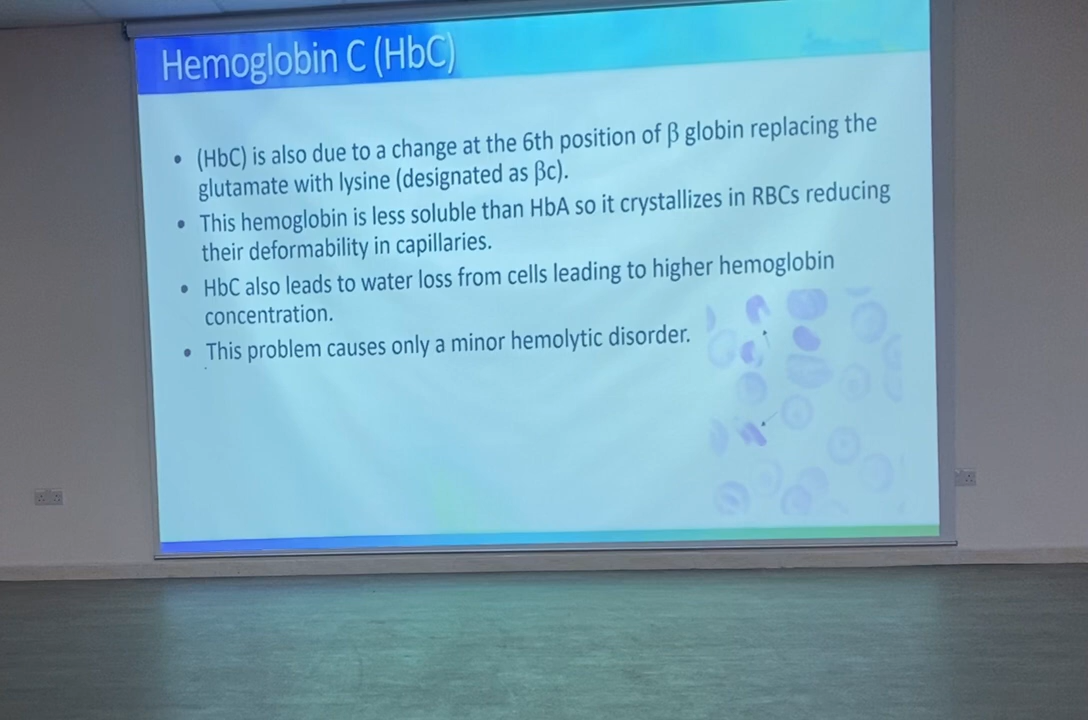 Hemoglobin C (HbC)
• (HbC) is also due to a change at the 6th position of β globin replacing the
glutamate with lysine (designated as βc).
• This hemoglobin is less soluble than HbA so it crystallizes in RBCs reducing
their deformability in capillaries.
• HbC also leads to water loss from cells leading to higher hemoglobin
concentration.
• This problem causes only a minor hemolytic disorder.